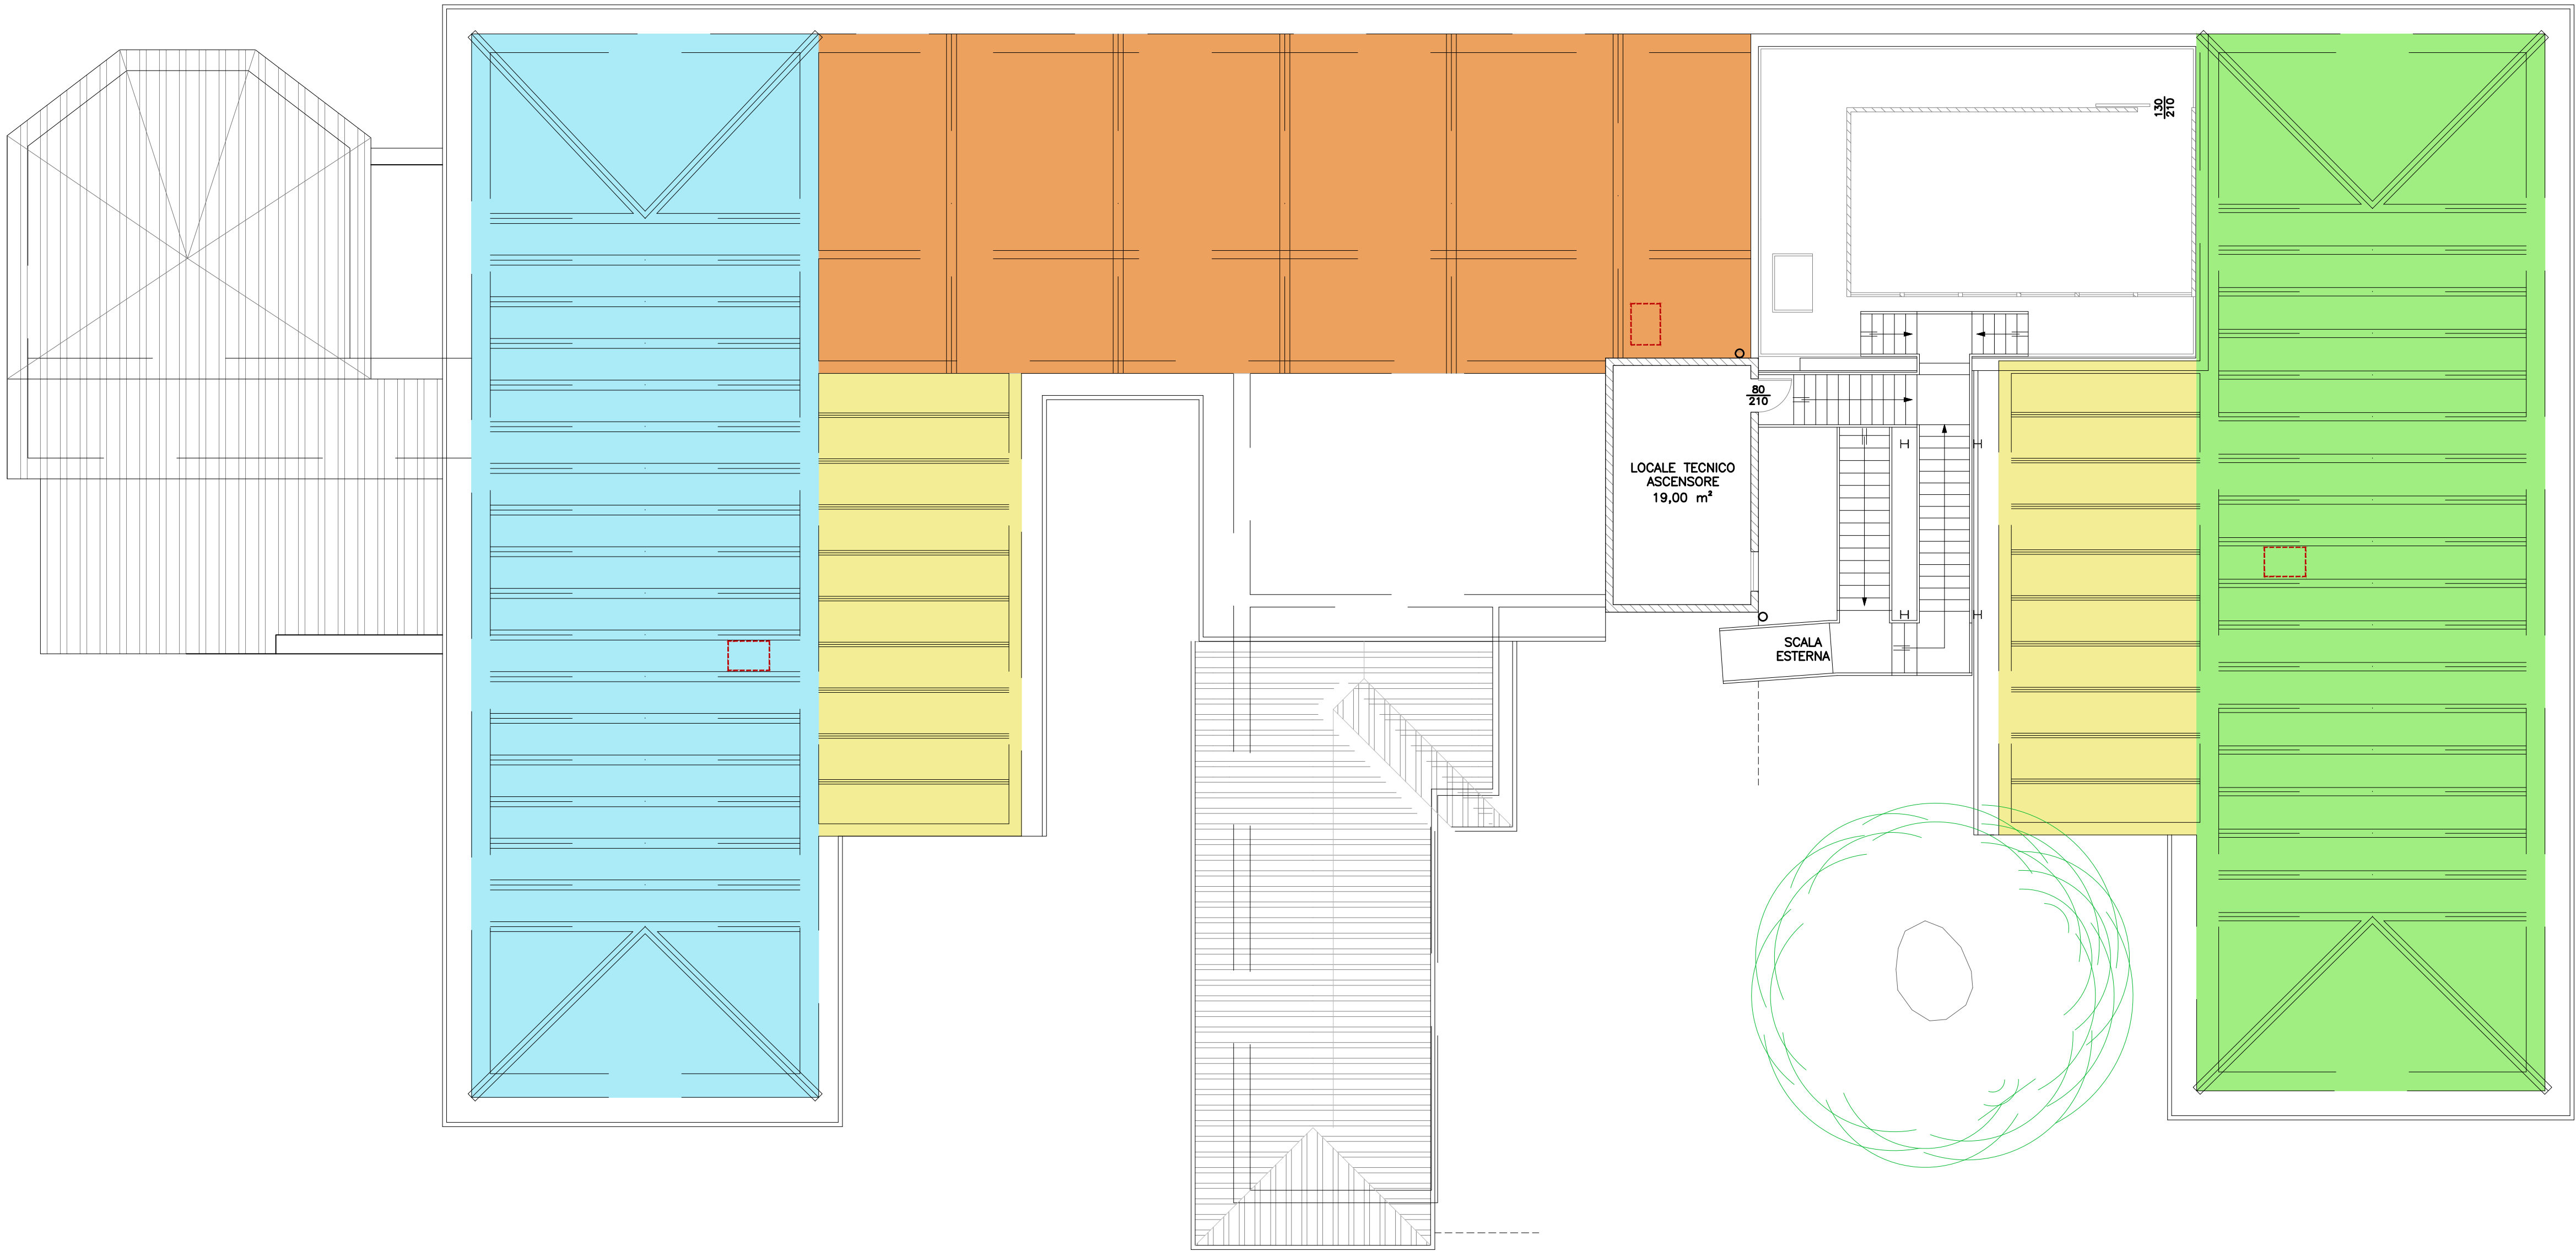 130
210
80
210
LOCALE TECNICO
ASCENSORE
19,00 m²
SCALA
ESTERNA